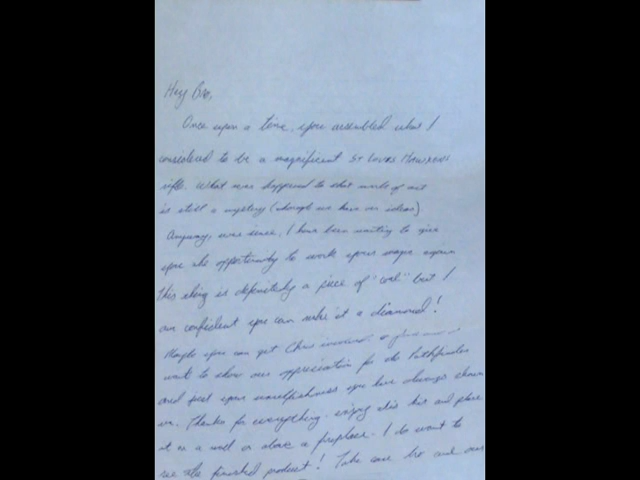 Hey Bro,
Once upon a time, you assembled what I
considered to be a magnificent ST LOUIS HAWKENS
rifle. What ever happened to that work of art
is still a mystery (though we have our ideas).
Anyway, ever since, I have been wanting to give
you the opportunity to work your magic again
this thing is definitely a piece of "coal" but I
am confident you can make it a diamond!
Maybe you can get Chris
want to show our appreciation for the Pathfinder
and feel your unselfishness you have always shown
us. Thanks for everything. enjoy this kit and place
it on a wall or above a fireplace. I do want to
see the finished product! Take care bro and